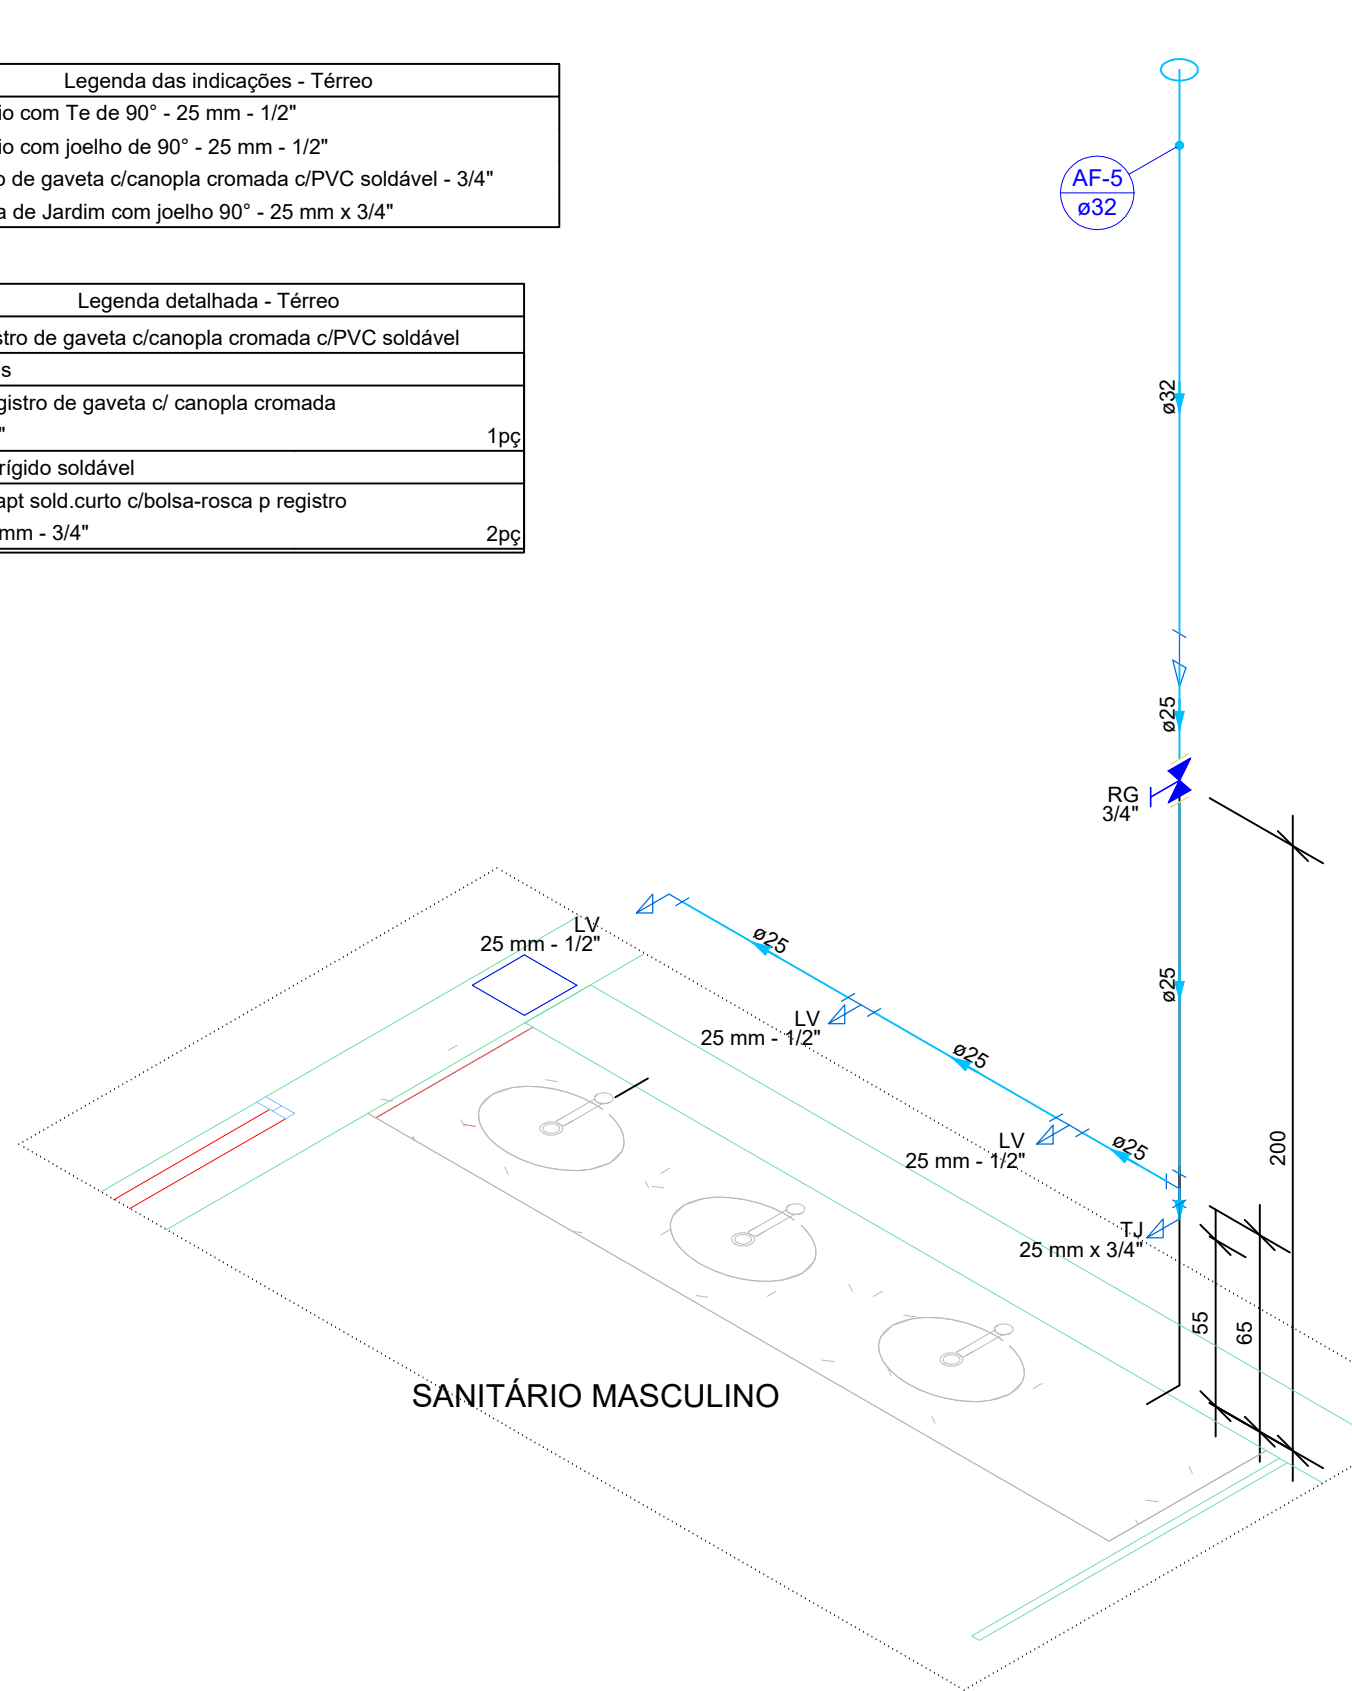 Legenda das indicações - Térreo
io com Te de 90° - 25 mm - 1/2"
io com joelho de 90° - 25 mm - 1/2"
o de gaveta c/canopla cromada c/PVC soldável - 3/4"
a de Jardim com joelho 90° - 25 mm x 3/4"
Legenda detalhada - Térreo
stro de gaveta c/canopla cromada c/PVC soldável
s
gistro de gaveta c/ canopla cromada
" 1pç
rígido soldável
apt sold.curto c/bolsa-rosca p registro
mm - 3/4" 2pç
AF-5
ø32
ø32
ø25
RG
3/4"
LV
25 mm - 1/2"
ø25
ø25
LV
25 mm - 1/2"
ø25
LV
25 mm - 1/2"
ø25
TJ
25 mm x 3/4"
200
55
65
SANITÁRIO MASCULINO